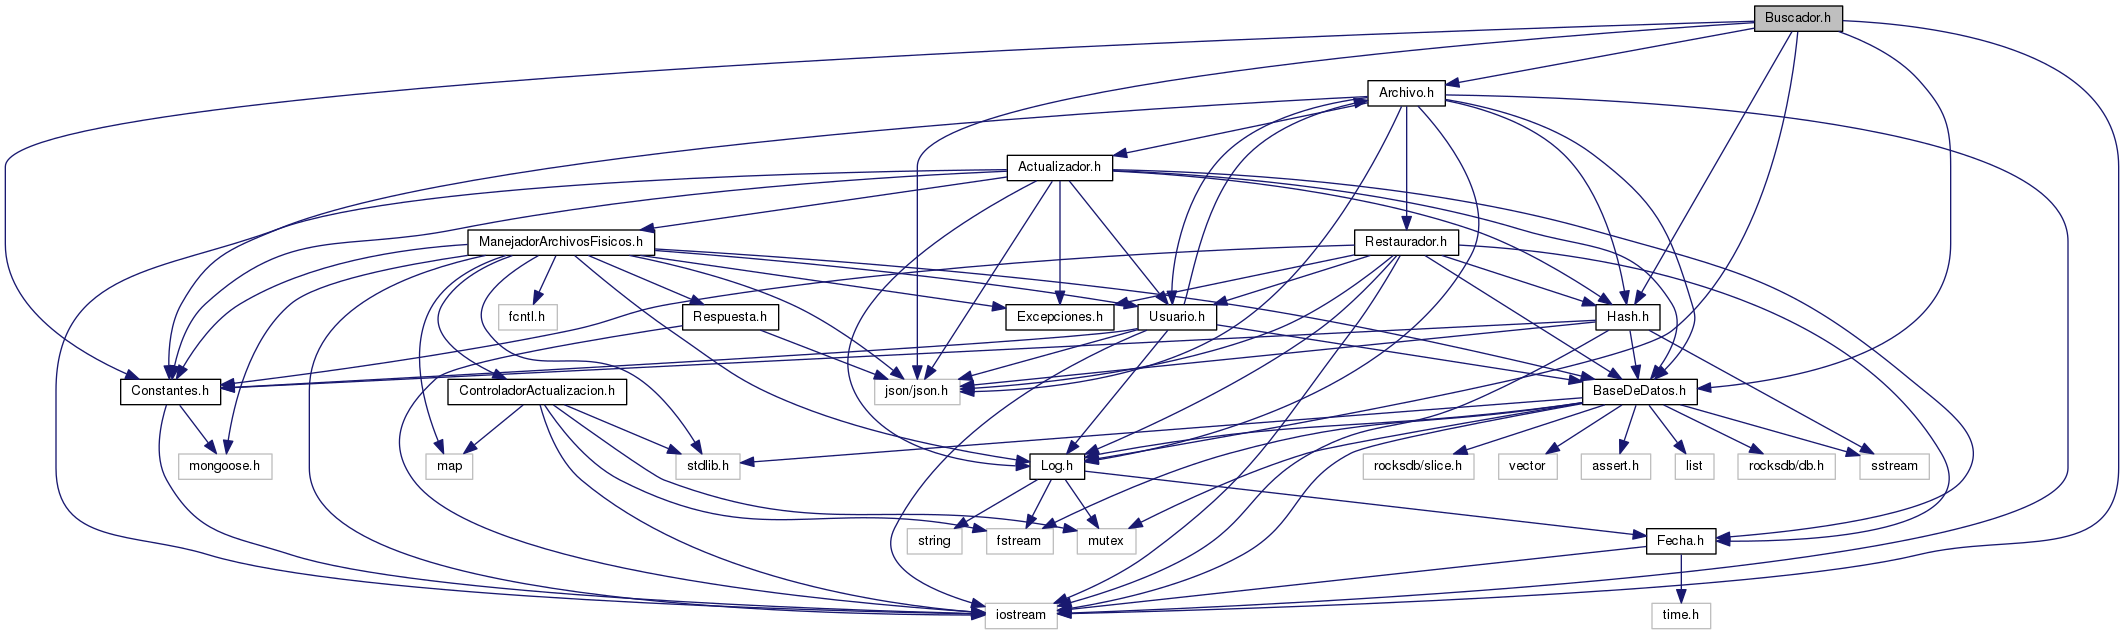 Buscador.h
Archivo.h
Actualizador.h
ManejadorArchivosFisicos.h
Restaurador.h
fcntl.h
Respuesta.h
Excepciones.h
Usuario.h
Hash.h
Constantes.h
ControladorActualizacion.h
json/json.h
BaseDeDatos.h
mongoose.h
map
stdlib.h
Log.h
rocksdb/slice.h
vector
assert.h
list
rocksdb/db.h
sstream
string
fstream
mutex
Fecha.h
iostream
time.h